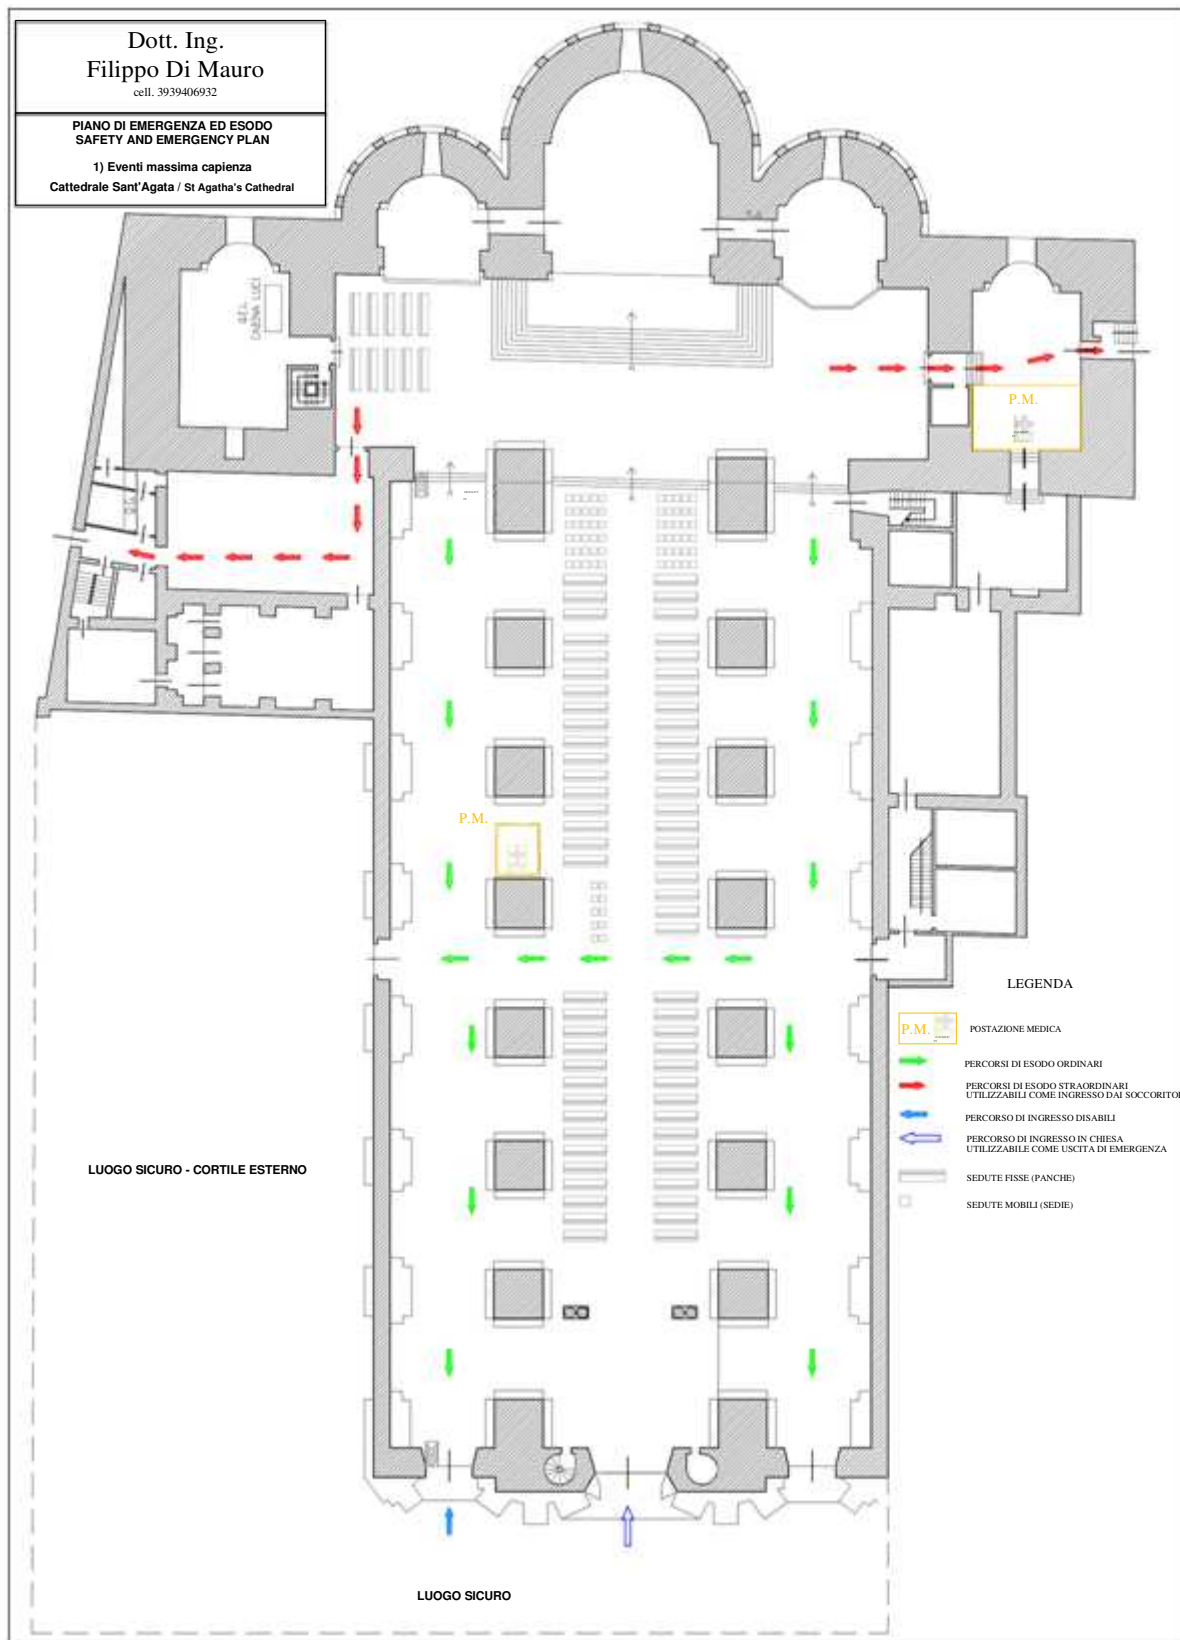 Dott. Ing.
Filippo Di Mauro
cell. 3939406932
PIANO DI EMERGENZA ED ESODO
SAFETY AND EMERGENCY PLAN
1) Eventi massima capienza
Cattedrale Sant'Agata / St Agatha's Cathedral
P.M.
P.M.
LEGENDA
P.M.
POSTAZIONE MEDICA
PERCORSI DI ESODO ORDINARI
PERCORSI DI ESODO STRAORDINARI
UTILIZZABILI COME INGRESSO DAI SOCCORITOI
PERCORSO DI INGRESSO DISABILI
PERCORSO DI INGRESSO IN CHIESA
UTILIZZABILE COME USCITA DI EMERGENZA
SEDUTE FISSE (PANCHE)
SEDUTE MOBILI (SEDIE)
LUOGO SICURO - CORTILE ESTERNO
LUOGO SICURO